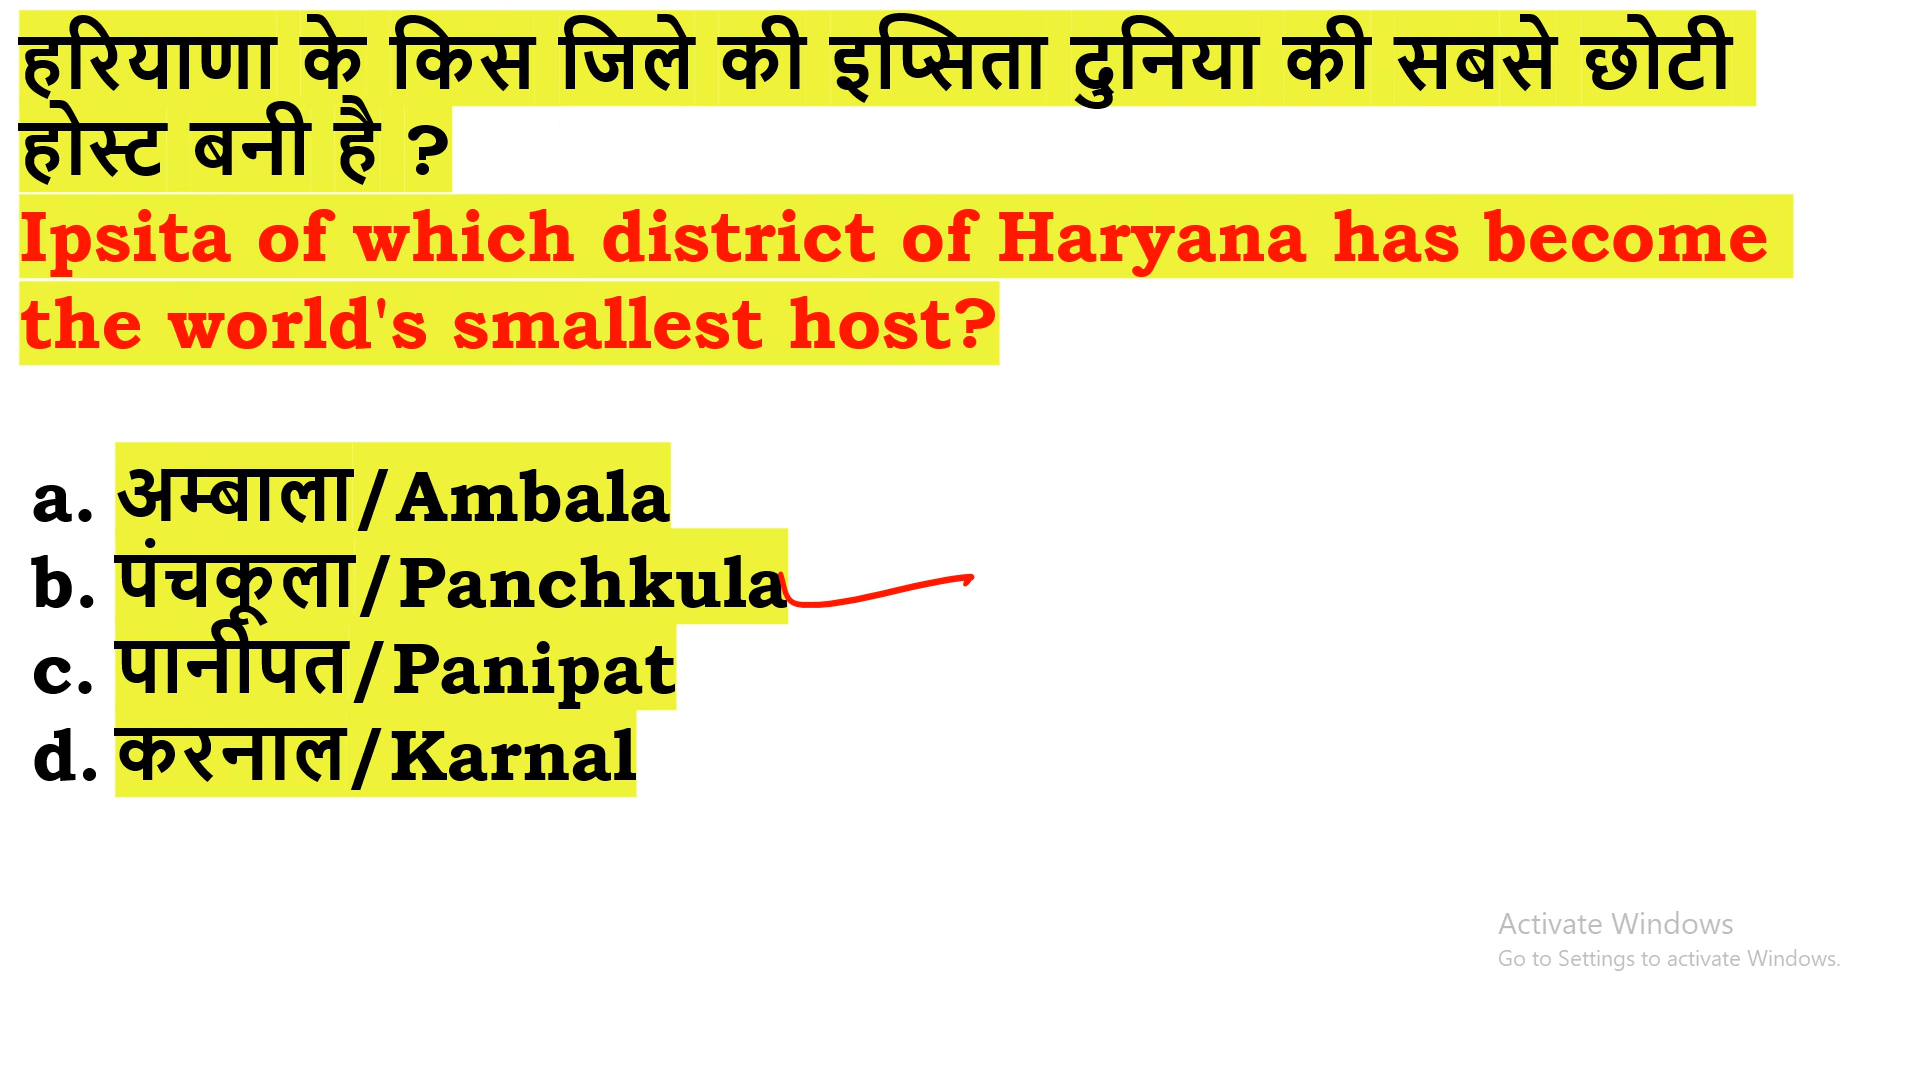 हरियाणा के किस जिले की इप्सिता दुनिया की सबसे छोटी
होस्ट बनी है ?
Ipsita of which district of Haryana has become
the world's smallest host?
a. अम्बाला/Ambala
b. पंचकूला/Panchkula
c. पानीपत/Panipat
d. करनाल/Karnal
Activate Windows
Go to Settings to activate Windows.